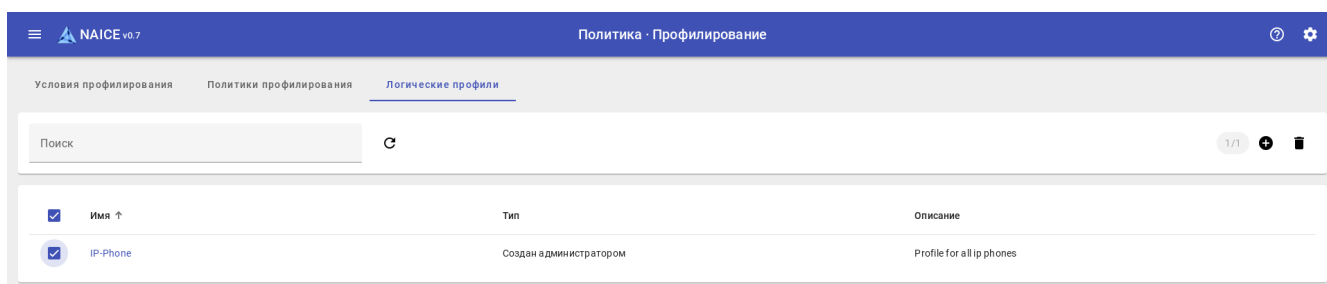 NAICE v0.7
Политика · Профилирование
Условия профилирования Политики профилирования Логические профили
Поиск 1/1
Имя ↑ Тип Описание
IP-Phone Создан администратором Profile for all ip phones